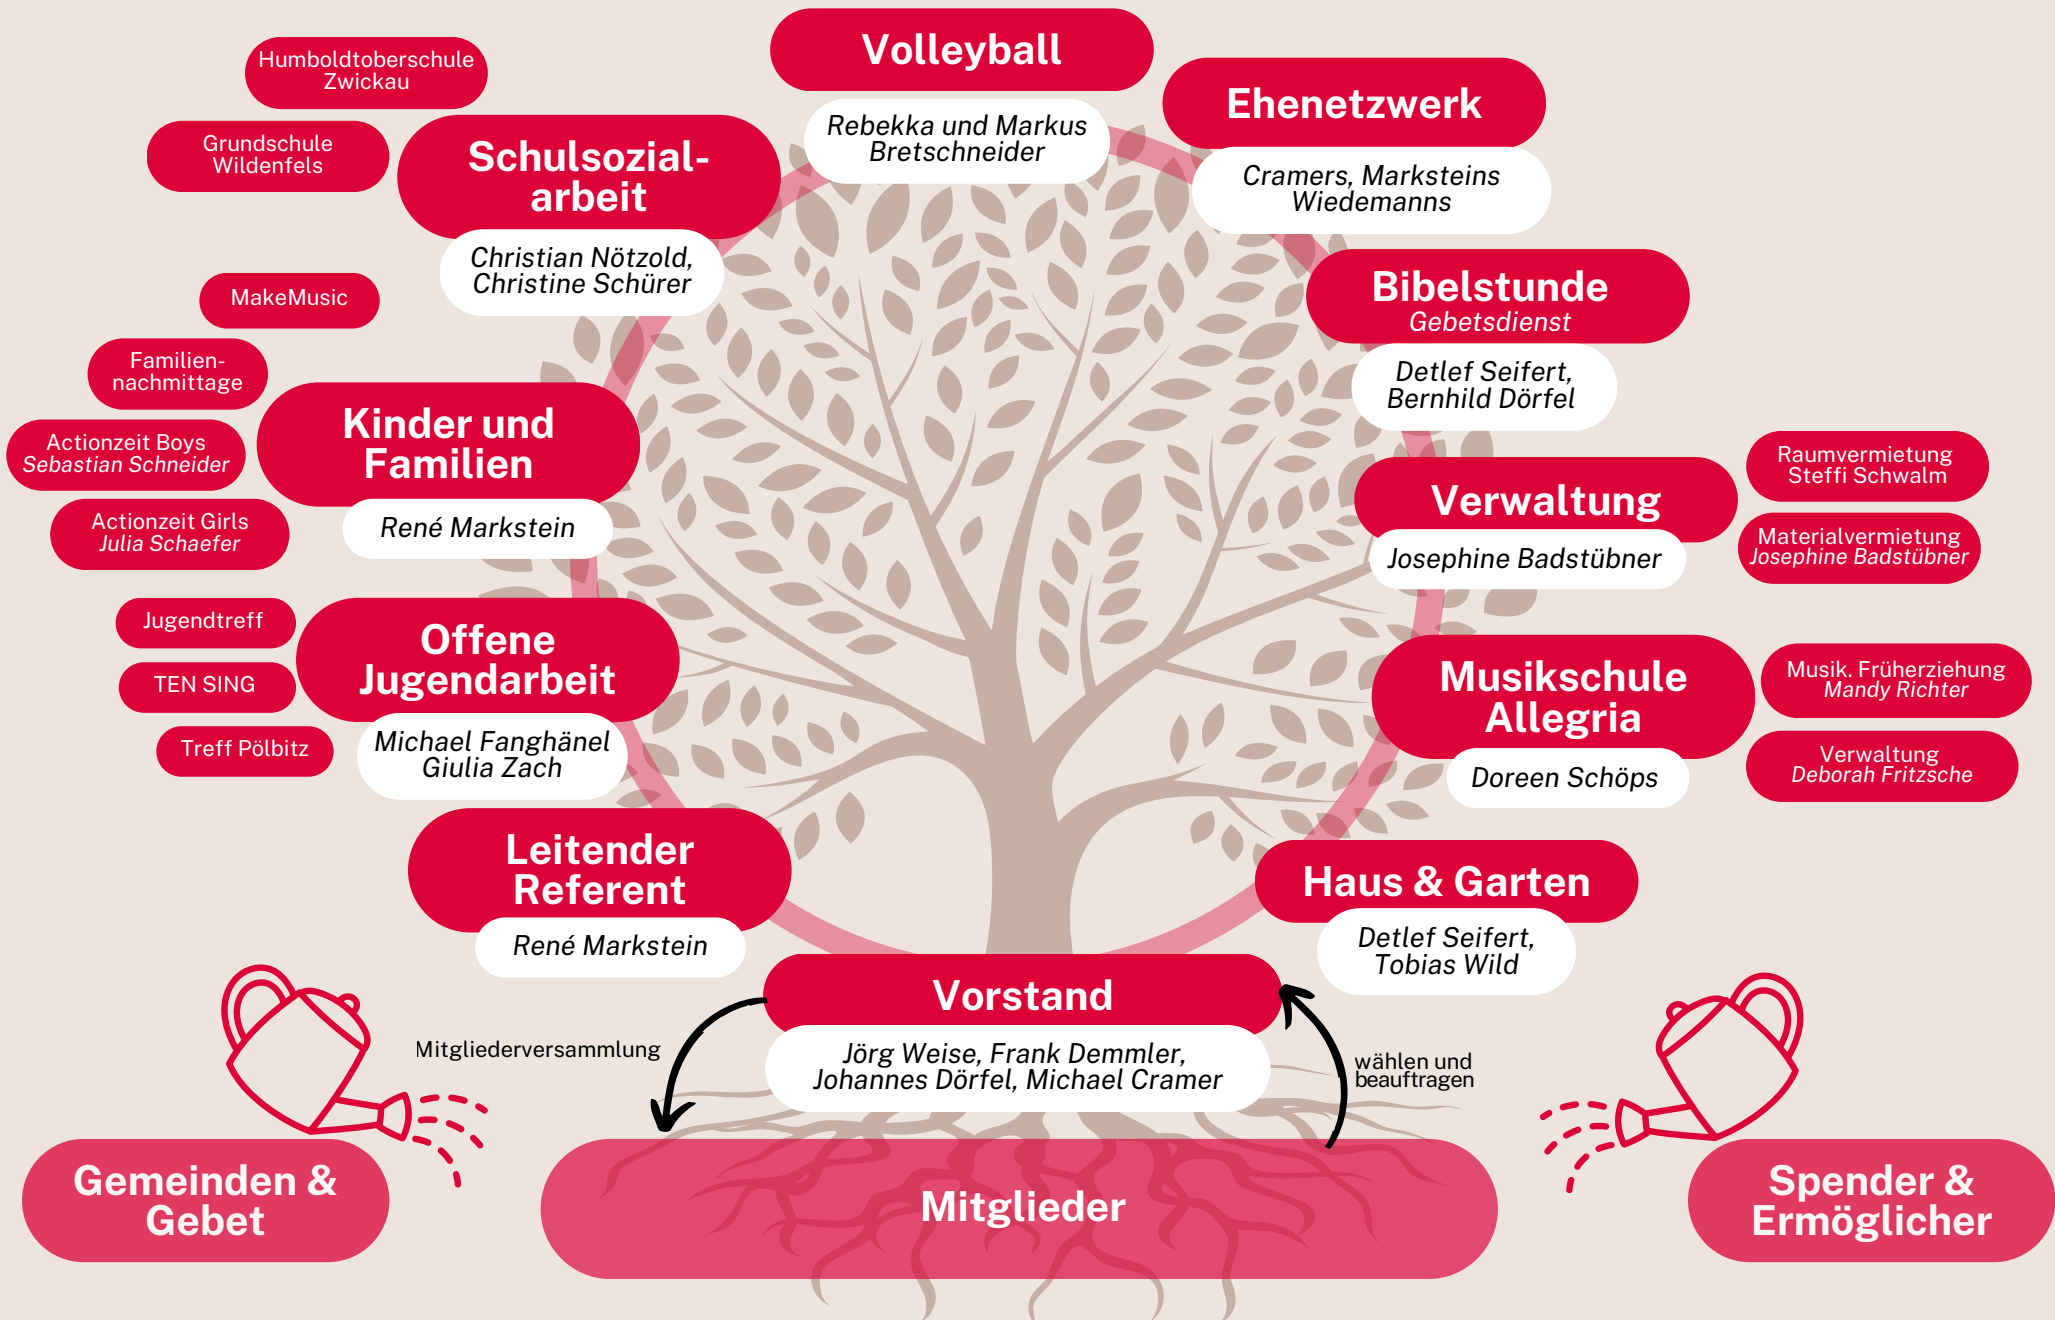 Volleyball
Rebekka und Markus
Bretschneider
Ehenetzwerk
Cramers, Marksteins
Wiedemanns
Humboldtoberschule
Zwickau
Grundschule
Wildenfels
Schulsozial-
arbeit
Christian Nötzold,
Christine Schürer
Bibelstunde
Gebetsdienst
Detlef Seifert,
Bernhild Dörfel
MakeMusic
Familien-
nachmittage
Actionzeit Boys
Sebastian Schneider
Actionzeit Girls
Julia Schaefer
Kinder und
Familien
René Markstein
Verwaltung
Josephine Badstübner
Raumvermietung
Steffi Schwalm
Materialvermietung
Josephine Badstübner
Jugendtreff
TEN SING
Treff Pölbitz
Offene
Jugendarbeit
Michael Fanghänel
Giulia Zach
Musikschule
Allegria
Doreen Schöps
Musik. Früherziehung
Mandy Richter
Verwaltung
Deborah Fritzsche
Leitender
Referent
René Markstein
Haus & Garten
Detlef Seifert,
Tobias Wild
Vorstand
Jörg Weise, Frank Demmler,
Johannes Dörfel, Michael Cramer
Mitgliederversammlung
wählen und
beauftragen
Gemeinden &
Gebet
Mitglieder
Spender &
Ermöglicher